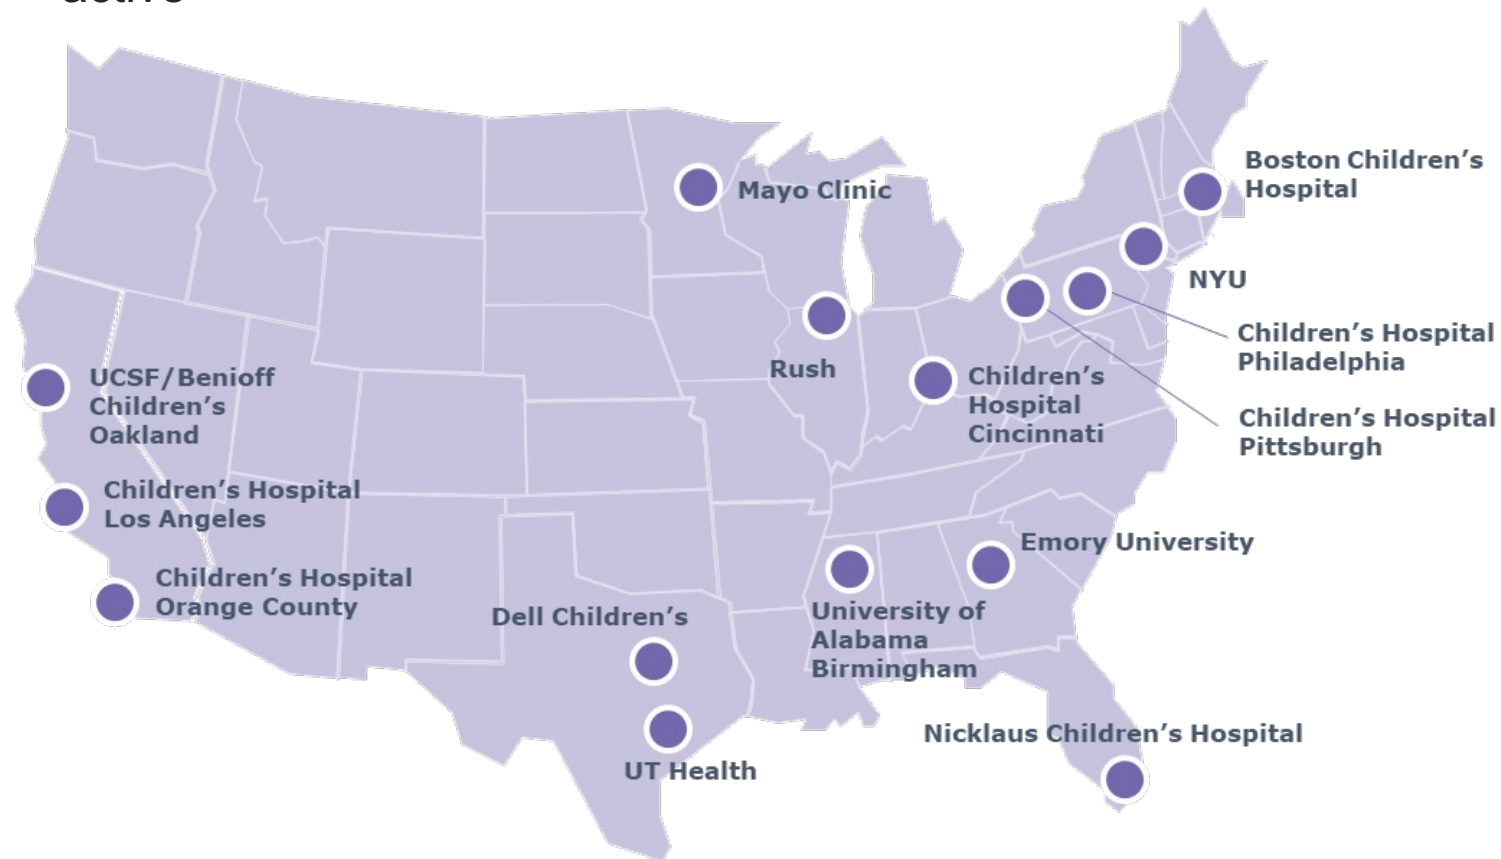 active
Boston Children’s
Hospital
Mayo Clinic
NYU
Children’s Hospital
Philadelphia
Rush
Children’s
Hospital
Cincinnati
UCSF/Benioff
Children’s
Oakland
Children’s Hospital
Pittsburgh
Children’s Hospital
Los Angeles
Emory University
Children’s Hospital
Orange County
Dell Children’s
University of
Alabama
Birmingham
Nicklaus Children’s Hospital
UT Health